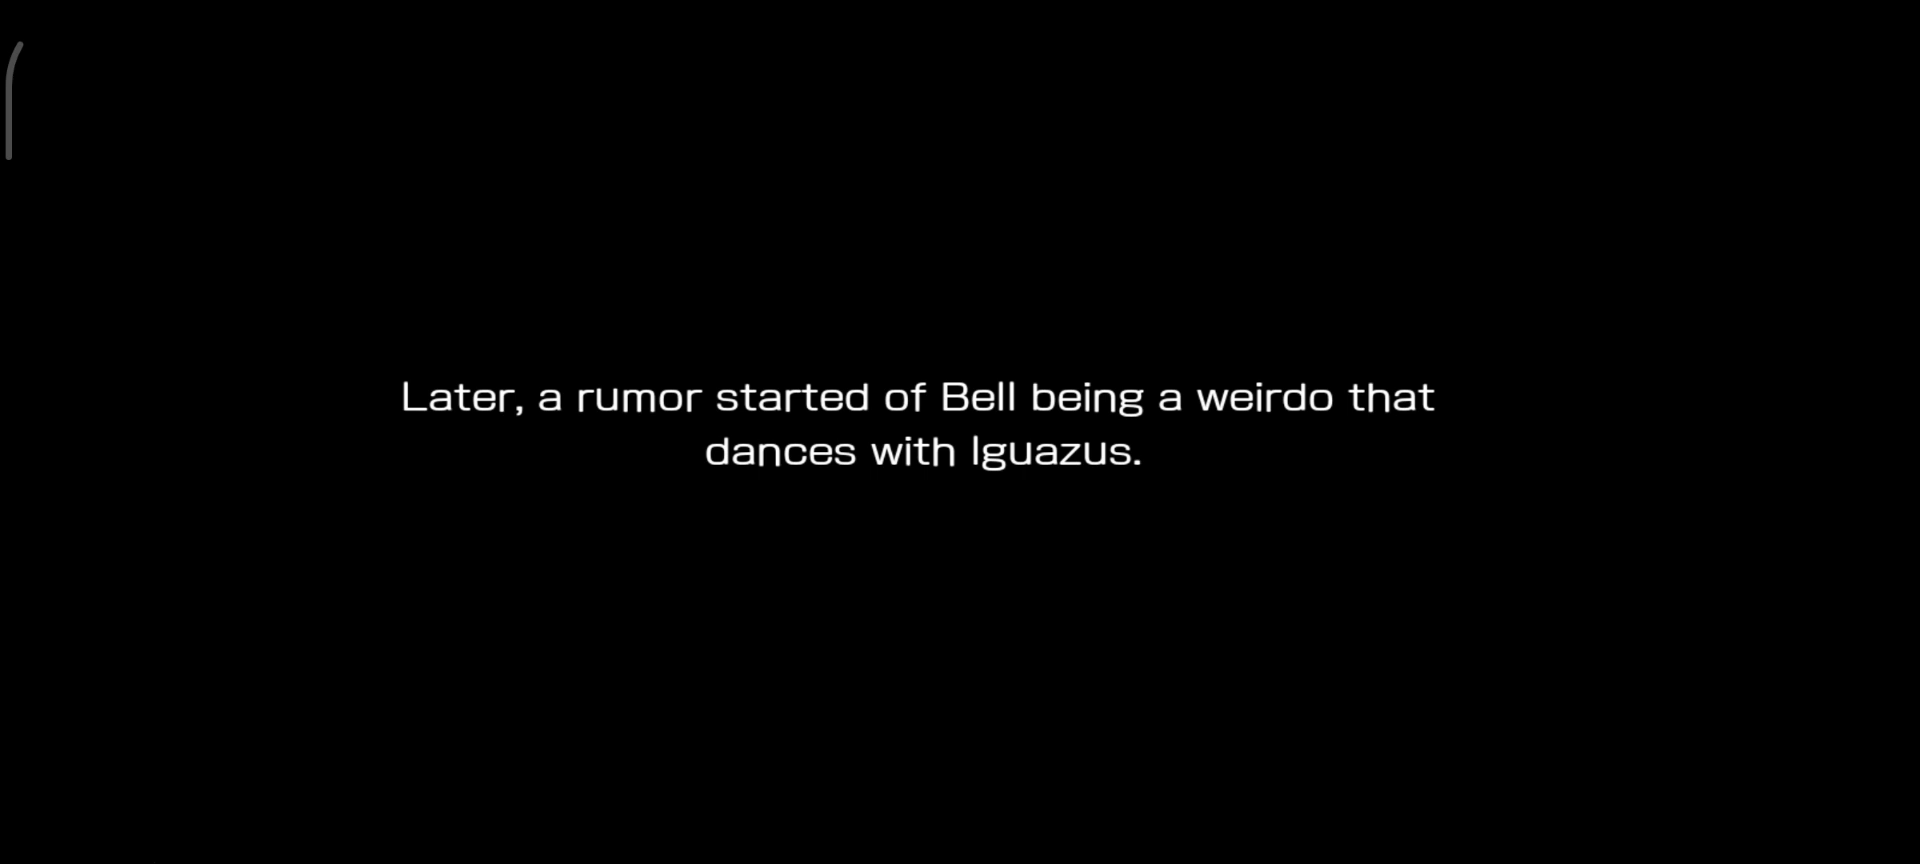 Later, a rumor started of Bell being a weirdo that
dances with Iguazus.